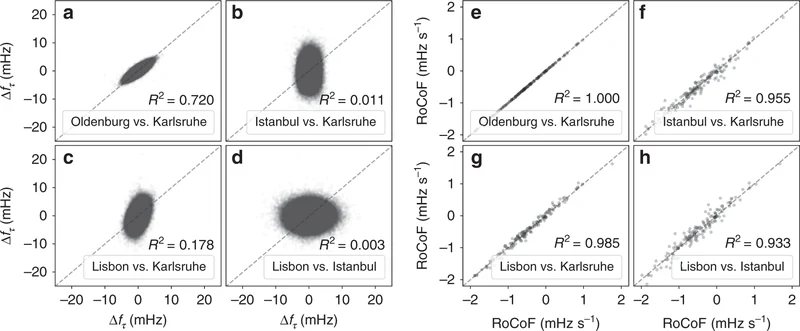 a
b
e
f
20
10
0
−10
−20
Δfτ (mHz)
R² = 0.720
Oldenburg vs. Karlsruhe
R² = 0.011
Istanbul vs. Karlsruhe
2
1
0
−1
−2
RoCoF (mHz s⁻¹)
R² = 1.000
Oldenburg vs. Karlsruhe
R² = 0.955
Istanbul vs. Karlsruhe
c
d
g
h
20
10
0
−10
−20
Δfτ (mHz)
R² = 0.178
Lisbon vs. Karlsruhe
R² = 0.003
Lisbon vs. Istanbul
2
1
0
−1
−2
RoCoF (mHz s⁻¹)
R² = 0.985
Lisbon vs. Karlsruhe
R² = 0.933
Lisbon vs. Istanbul
−20 −10 0 10 20
−20 −10 0 10 20
−2 −1 0 1 2
−2 −1 0 1 2
Δfτ (mHz)
Δfτ (mHz)
RoCoF (mHz s⁻¹)
RoCoF (mHz s⁻¹)